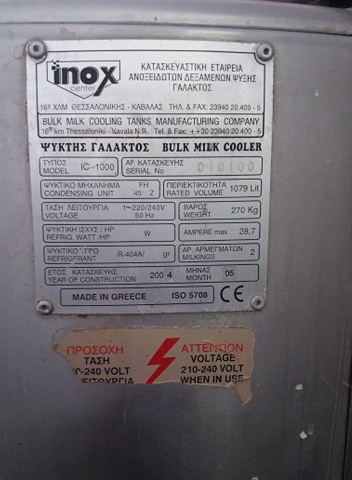 inox
center
ΚΑΤΑΣΚΕΥΑΣΤΙΚΗ ΕΤΑΙΡΕΙΑ
ΑΝΟΞΕΙΔΩΤΩΝ ΔΕΞΑΜΕΝΩΝ ΨΥΞΗΣ
ΓΑΛΑΚΤΟΣ
16º ΧΛΜ ΘΕΣΣΑΛΟΝΙΚΗΣ - ΚΑΒΑΛΑΣ ΤΗΛ. & FAX: 23940 20.400 - 5
BULK MILK COOLING TANKS MANUFACTURING COMPANY
16th km Thessaloniki - Kavala N.R. Tel. & Fax: ++30 23940 20.400 - 5
ΨΥΚΤΗΣ ΓΑΛΑΚΤΟΣ BULK MILK COOLER
ΤΥΠΟΣ IC-1000 ΑΡ. ΚΑΤΑΣΚΕΥΗΣ 010100
MODEL SERIAL No
ΨΥΚΤΙΚΟ ΜΗΧΑΝΗΜΑ FH ΠΕΡΙΕΚΤΙΚΟΤΗΤΑ 1079 Lit
CONDENSING UNIT 45 Z RATED VOLUME
ΤΑΣΗ ΛΕΙΤΟΥΡΓΙΑΣ 1~220/240V ΒΑΡΟΣ 270 Kg
VOLTAGE 50 Hz WEIGHT
ΨΥΚΤΙΚΗ ΙΣΧΥΣ / HP W AMPERE max 28,7
REFRIG. WATT /HP
ΨΥΚΤΙΚΟ R-404A/ gr ΑΡ. ΑΡΜΕΓΜΑΤΩΝ 2
REFRIGERANT MILKINGS
ΕΤΟΣ ΚΑΤΑΣΚΕΥΗΣ 200 4 ΜΗΝΑΣ 05
YEAR OF CONSTRUCTION MONTH
MADE IN GREECE ISO 5708 CE
ΠΡΟΣΟΧΗ ATTENTION
ΤΑΣΗ VOLTAGE
0-240 VOLT 210-240 VOLT
ΛΕΙΤΟΥΡΓΙΑ WHEN IN USE